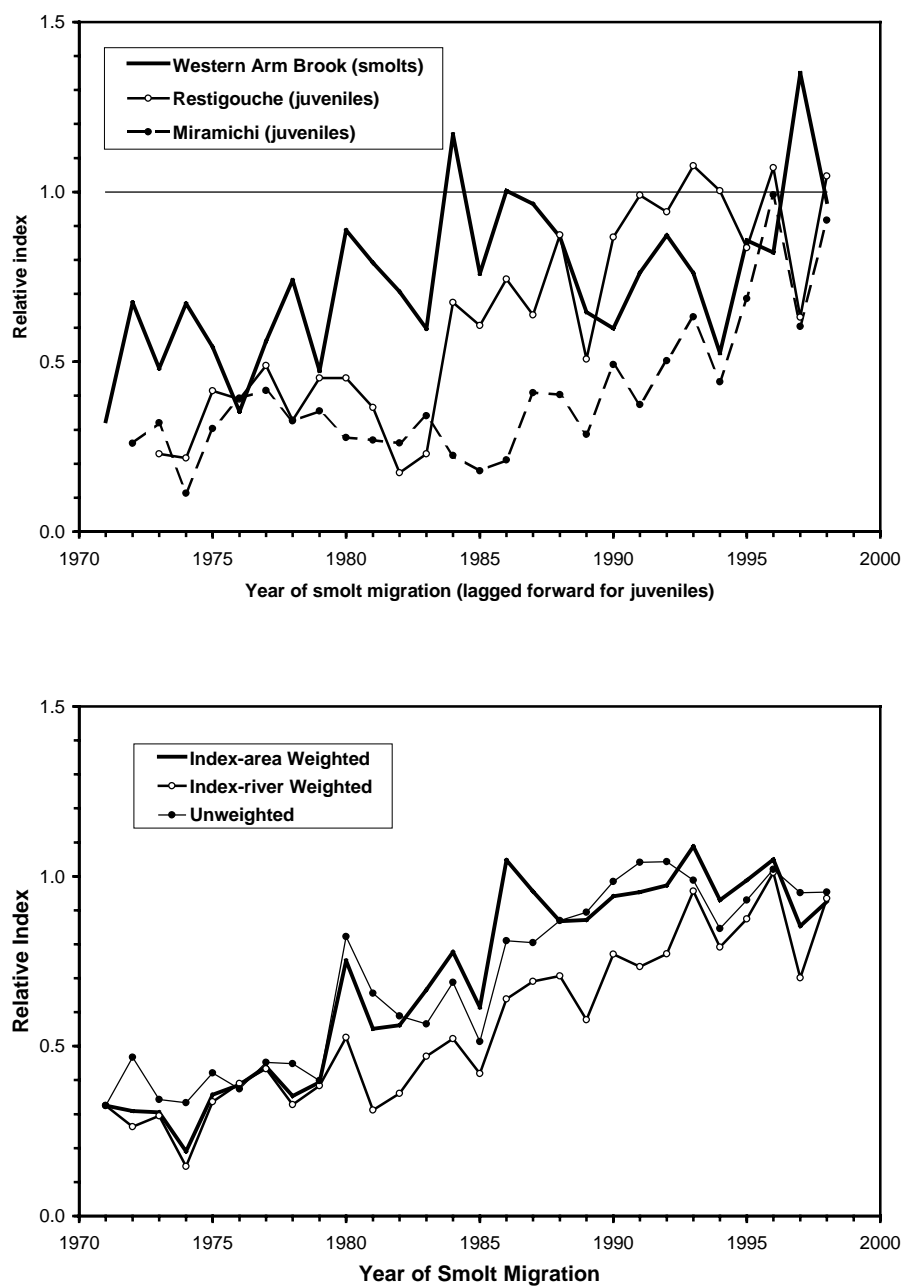 1.5
Western Arm Brook (smolts)
Restigouche (juveniles)
Miramichi (juveniles)
1.0
Relative index
0.5
0.0
1970 1975 1980 1985 1990 1995 2000
Year of smolt migration (lagged forward for juveniles)
1.5
Index-area Weighted
Index-river Weighted
Unweighted
1.0
Relative Index
0.5
0.0
1970 1975 1980 1985 1990 1995 2000
Year of Smolt Migration